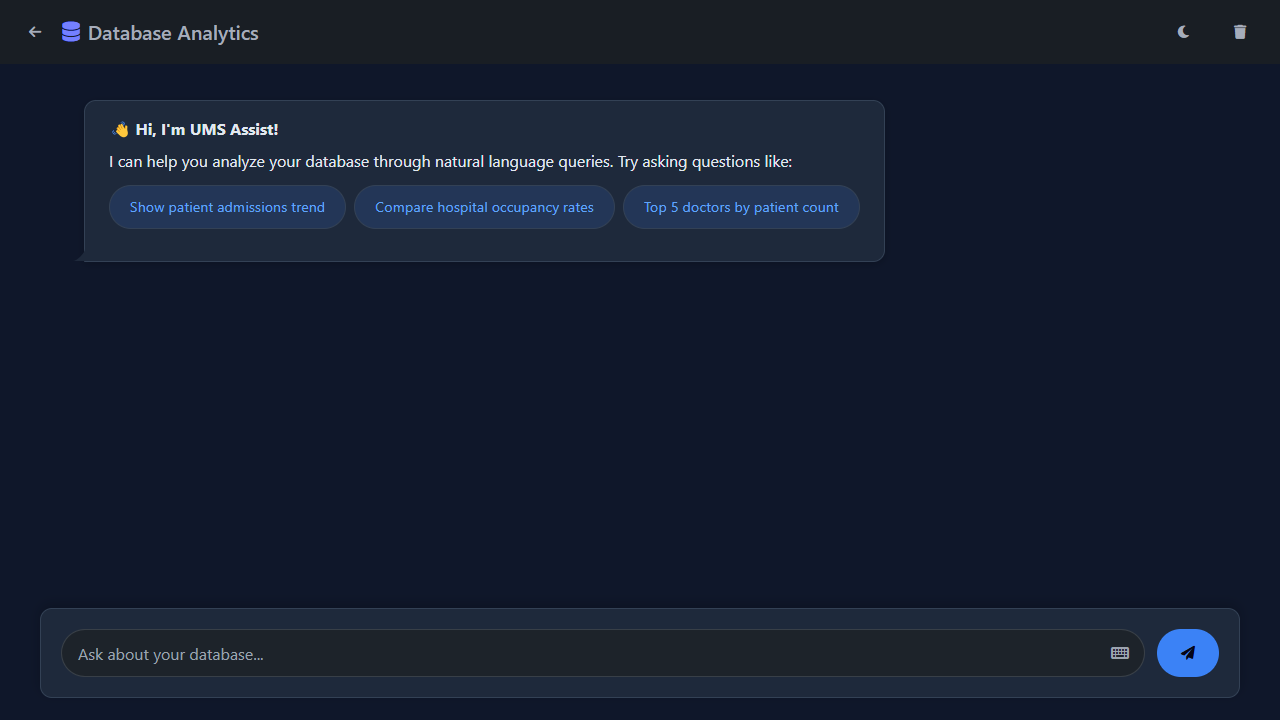 Database Analytics
👋 Hi, I'm UMS Assist!
I can help you analyze your database through natural language queries. Try asking questions like:
Show patient admissions trend
Compare hospital occupancy rates
Top 5 doctors by patient count
Ask about your database...